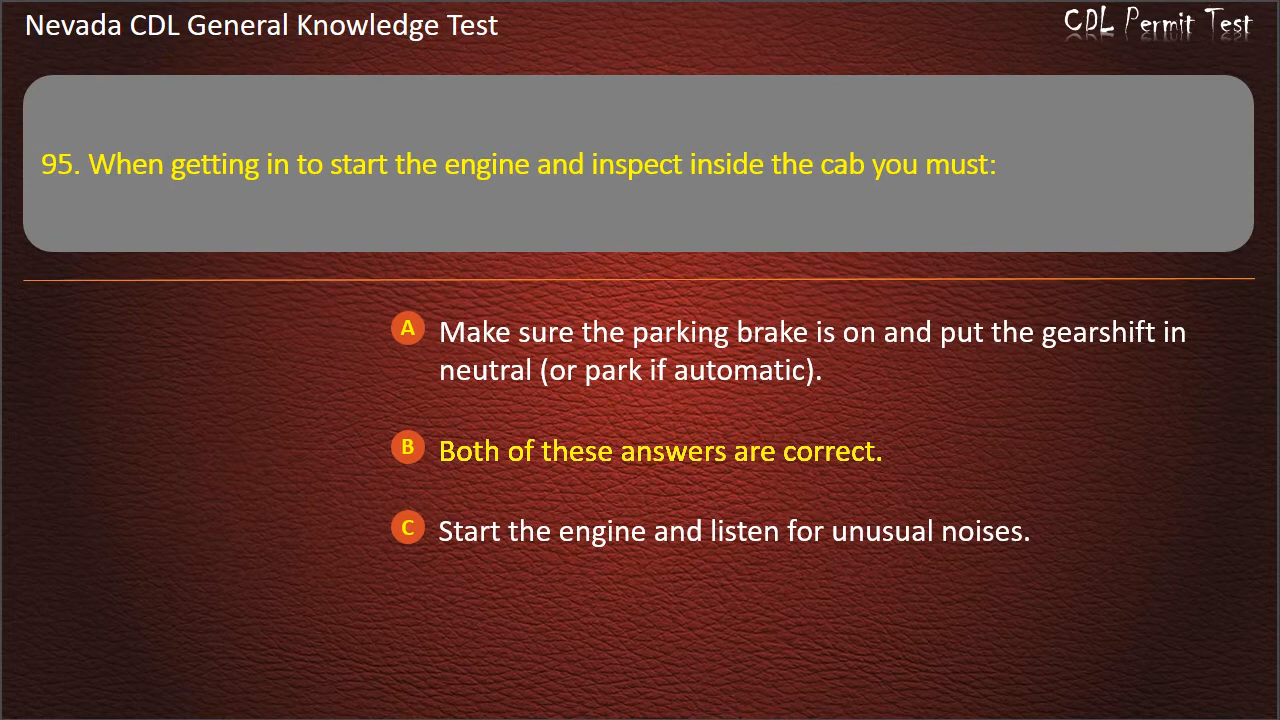 Nevada CDL General Knowledge Test
CDL Permit Test
95. When getting in to start the engine and inspect inside the cab you must:
A Make sure the parking brake is on and put the gearshift in
neutral (or park if automatic).
B Both of these answers are correct.
C Start the engine and listen for unusual noises.